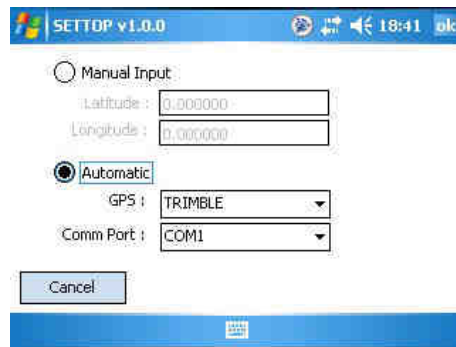 SETTOP v1.0.0 18:41 ok
Manual Input
Latitude : 0.000000
Longitude : 0.000000
Automatic
GPS : TRIMBLE
Comm Port : COM1
Cancel